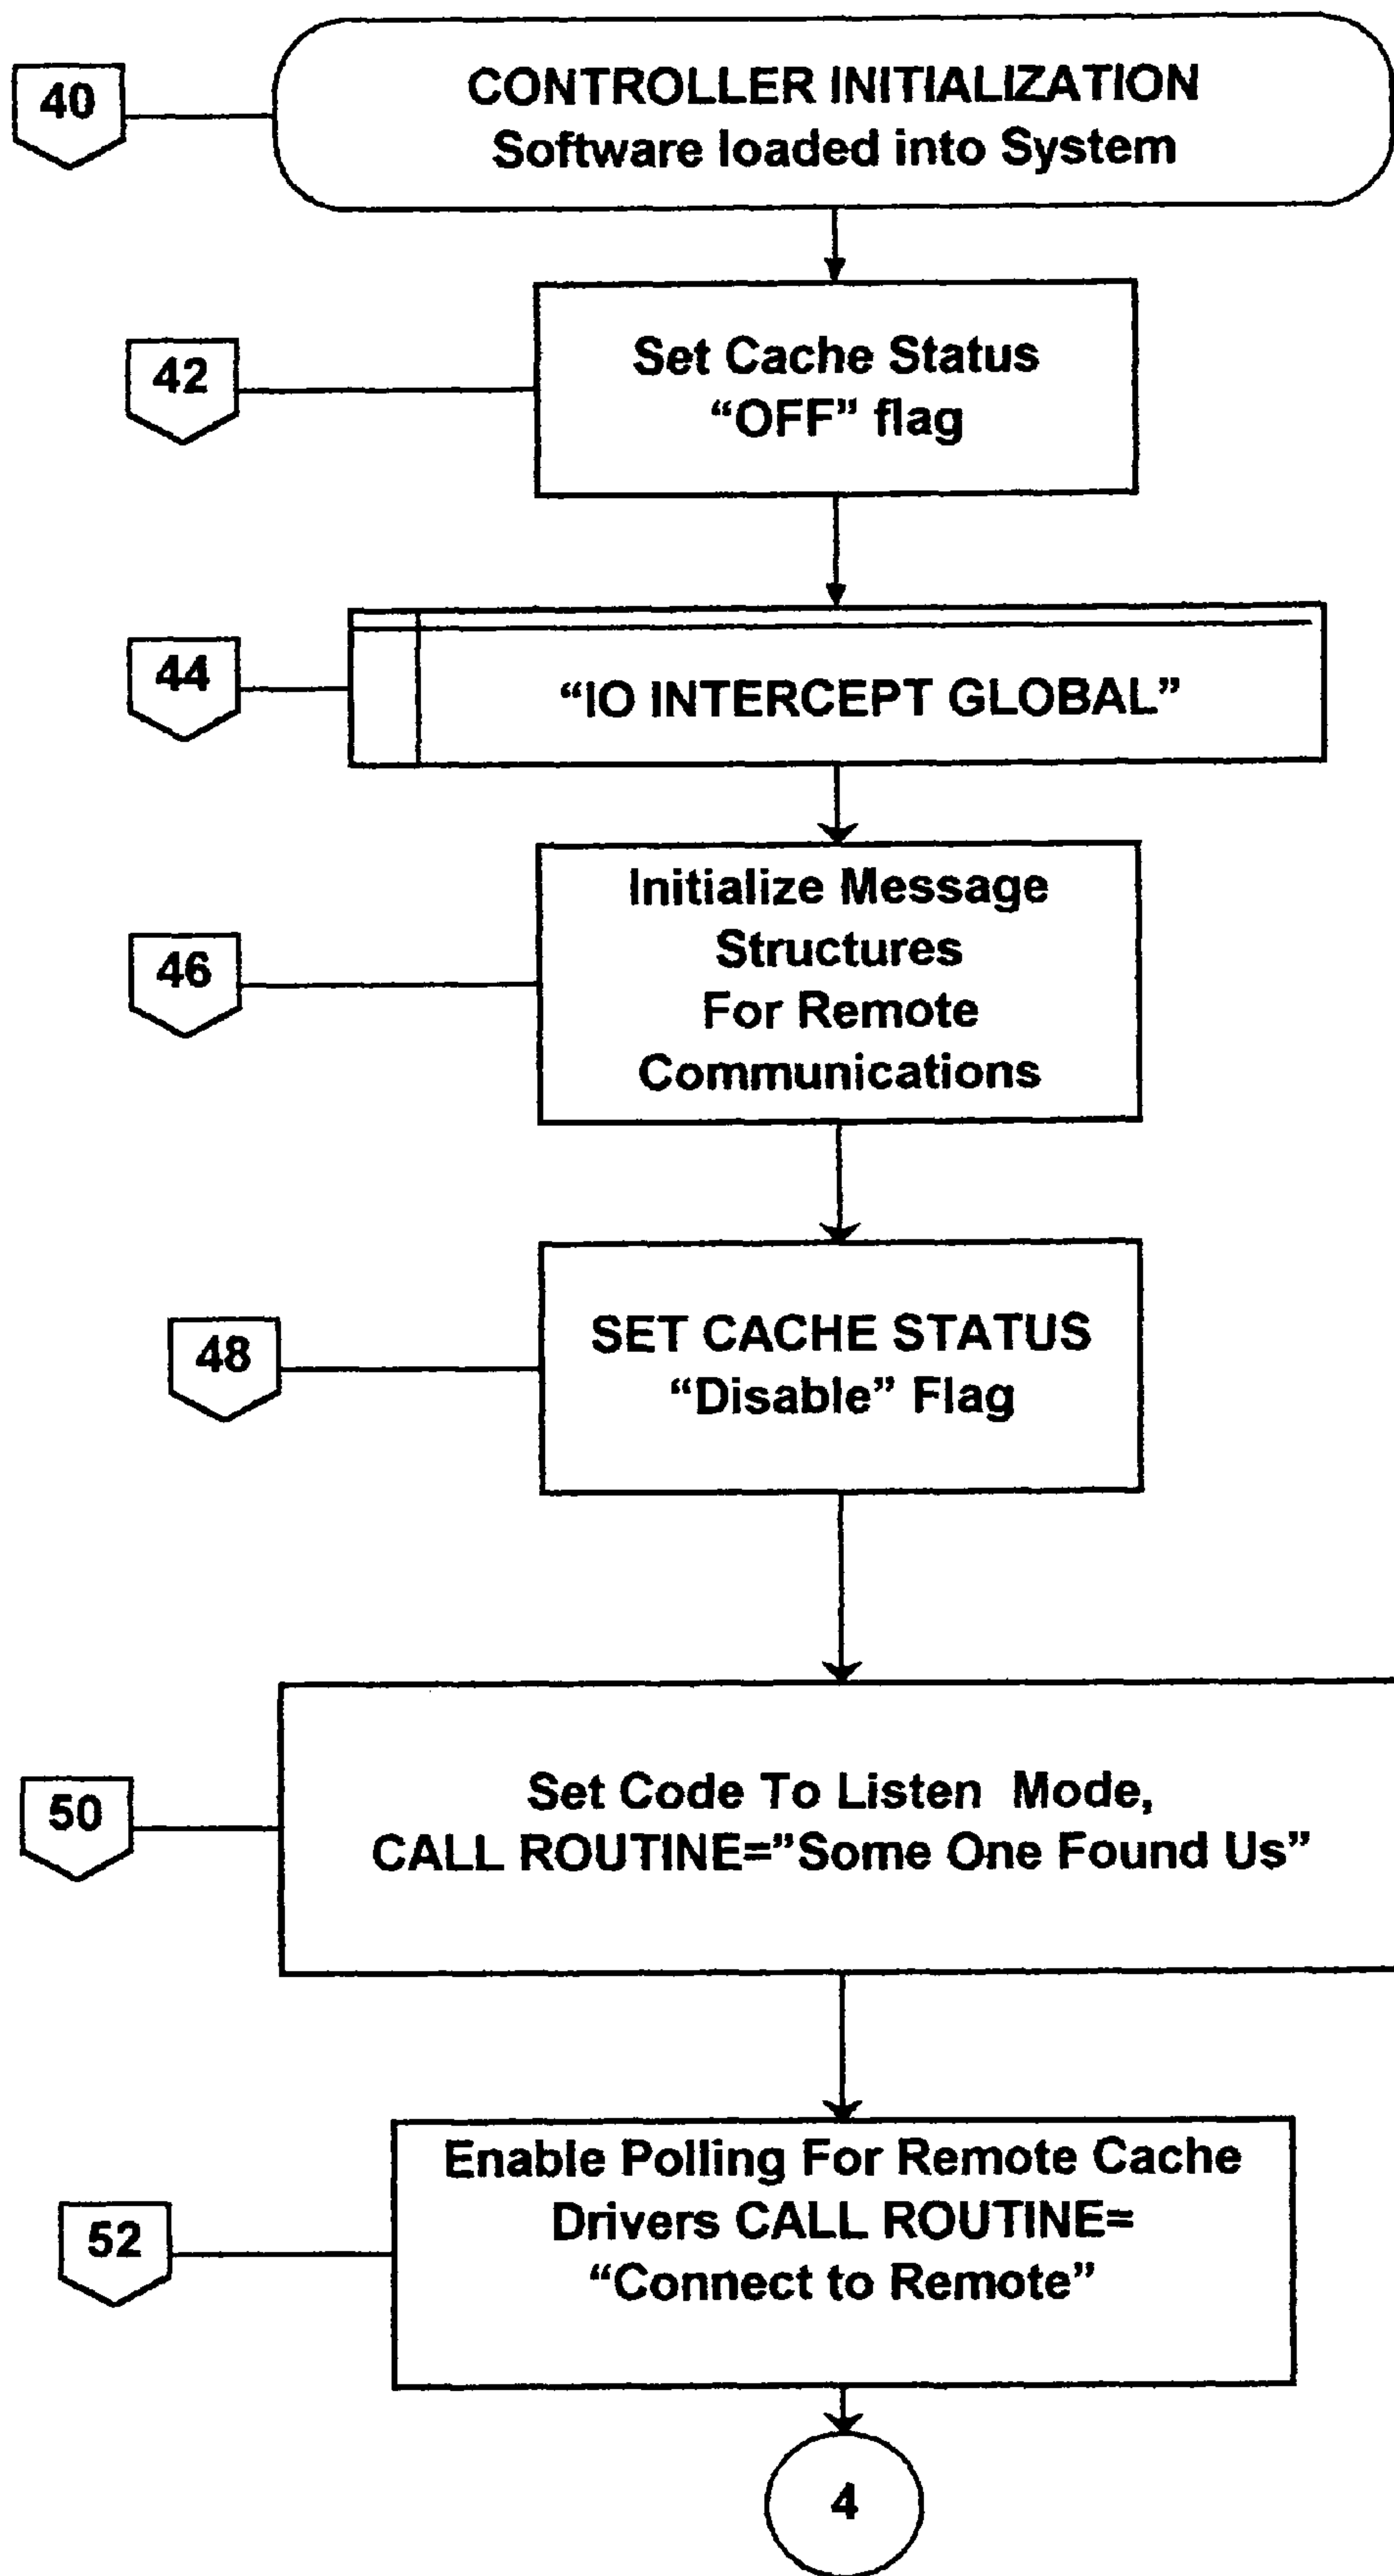 40
CONTROLLER INITIALIZATION
Software loaded into System
42
Set Cache Status
“OFF” flag
44
“IO INTERCEPT GLOBAL”
46
Initialize Message
Structures
For Remote
Communications
48
SET CACHE STATUS
“Disable” Flag
50
Set Code To Listen Mode,
CALL ROUTINE=”Some One Found Us”
52
Enable Polling For Remote Cache
Drivers CALL ROUTINE=
“Connect to Remote”
4